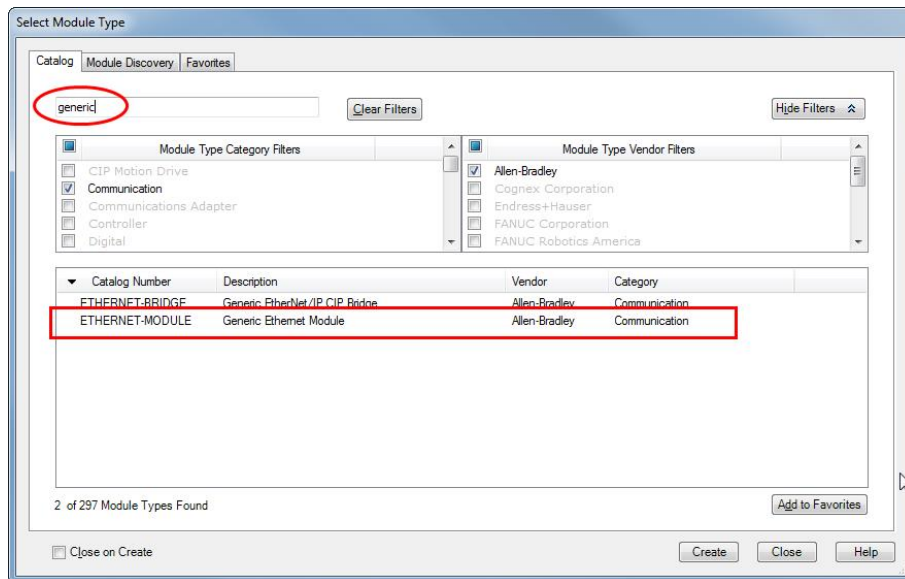 Select Module Type
Catalog Module Discovery Favorites
generic Clear Filters Hide Filters
Module Type Category Filters Module Type Vendor Filters
CIP Motion Drive Allen-Bradley
Communication Cognex Corporation
Communications Adapter Endress+Hauser
Controller FANUC Corporation
Digital FANUC Robotics America
Catalog Number Description Vendor Category
ETHERNET-BRIDGE Generic EtherNet/IP CIP Bridge Allen-Bradley Communication
ETHERNET-MODULE Generic Ethernet Module Allen-Bradley Communication
2 of 297 Module Types Found Add to Favorites
Close on Create Create Close Help